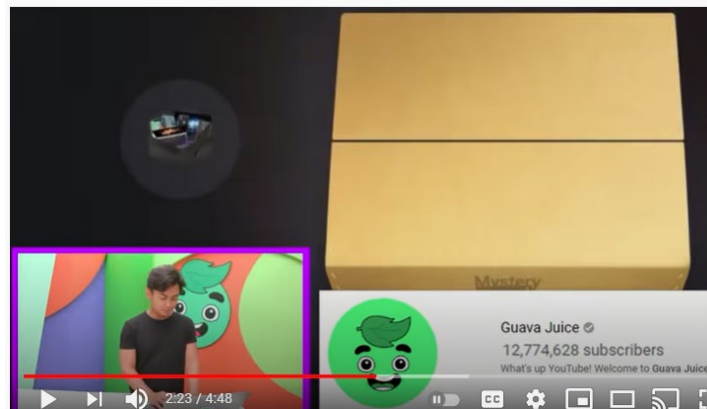 Mystery
Guava Juice
12,774,628 subscribers
What's up YouTube! Welcome to Guava Juice
2:23 / 4:48
CC